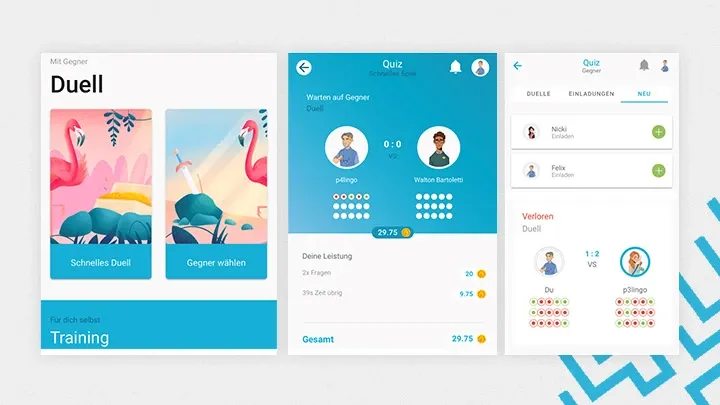 Mit Gegner
Duell
Schnelles Duell
Gegner wählen
Für dich selbst
Training
Quiz
Schnelles Spiel
Warten auf Gegner
Duell
0 : 0
VS
p4lingo
Walton Bartoletti
29.75
Deine Leistung
2x Fragen
20
39s Zeit übrig
9.75
Gesamt
29.75
Quiz
Gegner
DUELLE
EINLADUNGEN
NEU
Nicki
Einladen
Felix
Einladen
Verloren
Duell
1 : 2
VS
Du
p3lingo